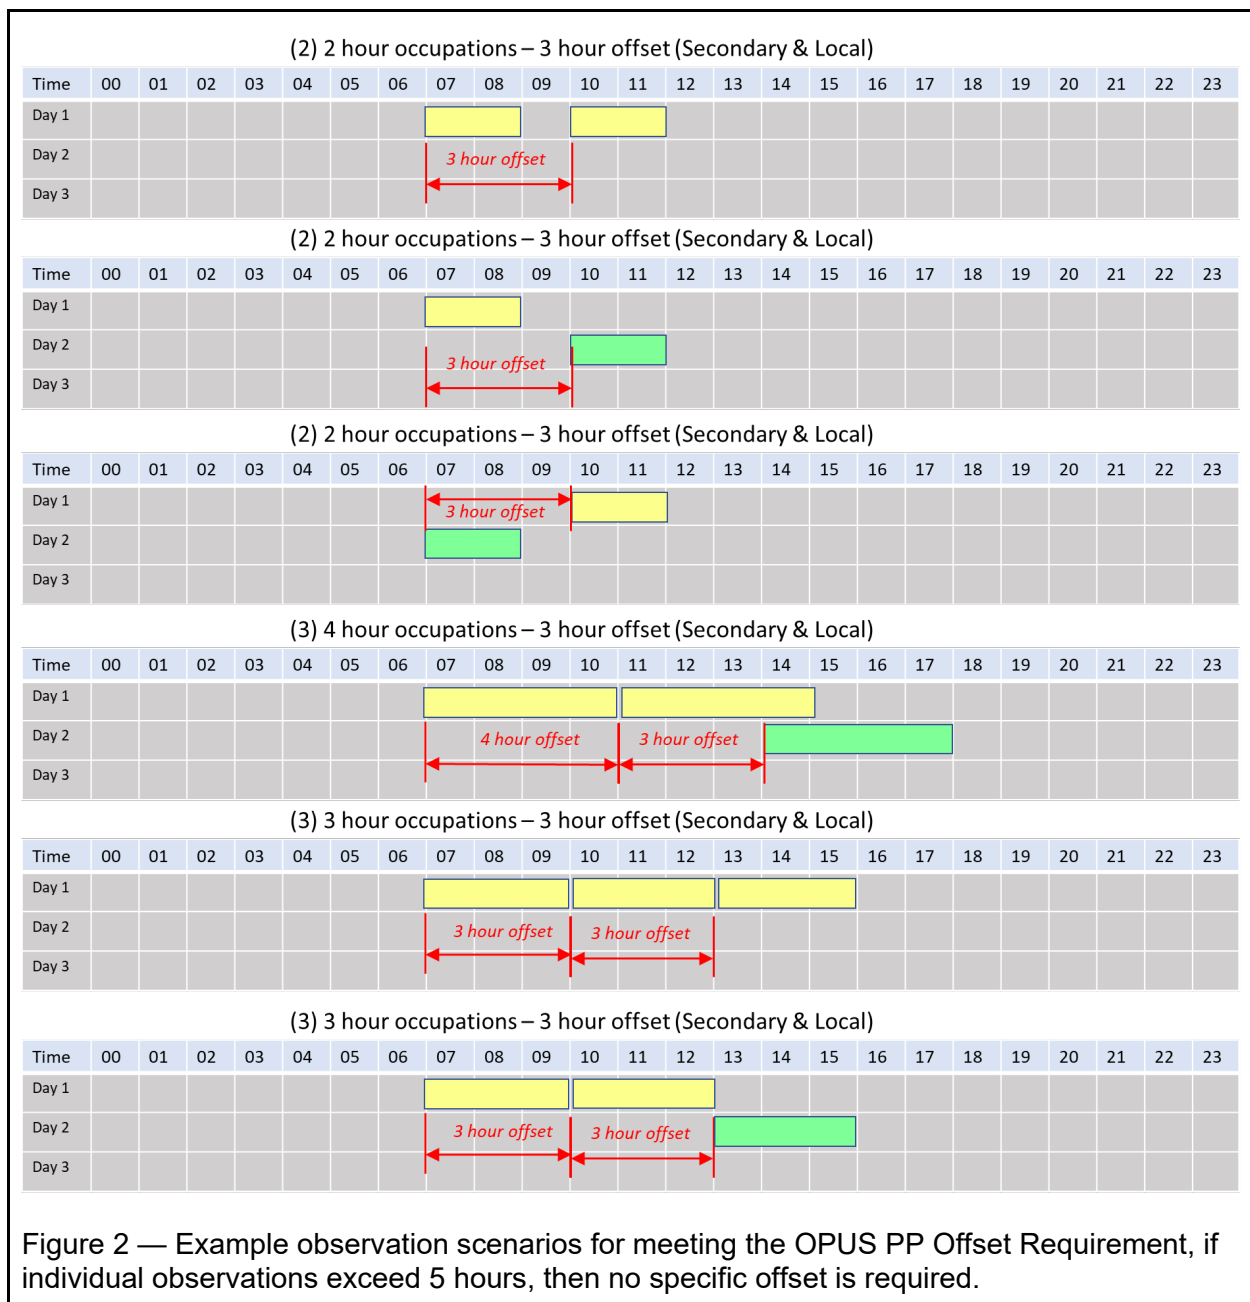 (2) 2 hour occupations – 3 hour offset (Secondary & Local)
Time 00 01 02 03 04 05 06 07 08 09 10 11 12 13 14 15 16 17 18 19 20 21 22 23
Day 1
Day 2
3 hour offset
Day 3
(2) 2 hour occupations – 3 hour offset (Secondary & Local)
Time 00 01 02 03 04 05 06 07 08 09 10 11 12 13 14 15 16 17 18 19 20 21 22 23
Day 1
Day 2
3 hour offset
Day 3
(2) 2 hour occupations – 3 hour offset (Secondary & Local)
Time 00 01 02 03 04 05 06 07 08 09 10 11 12 13 14 15 16 17 18 19 20 21 22 23
Day 1
3 hour offset
Day 2
Day 3
(3) 4 hour occupations – 3 hour offset (Secondary & Local)
Time 00 01 02 03 04 05 06 07 08 09 10 11 12 13 14 15 16 17 18 19 20 21 22 23
Day 1
Day 2
4 hour offset 3 hour offset
Day 3
(3) 3 hour occupations – 3 hour offset (Secondary & Local)
Time 00 01 02 03 04 05 06 07 08 09 10 11 12 13 14 15 16 17 18 19 20 21 22 23
Day 1
Day 2
3 hour offset 3 hour offset
Day 3
(3) 3 hour occupations – 3 hour offset (Secondary & Local)
Time 00 01 02 03 04 05 06 07 08 09 10 11 12 13 14 15 16 17 18 19 20 21 22 23
Day 1
Day 2
3 hour offset 3 hour offset
Day 3
Figure 2 — Example observation scenarios for meeting the OPUS PP Offset Requirement, if
individual observations exceed 5 hours, then no specific offset is required.